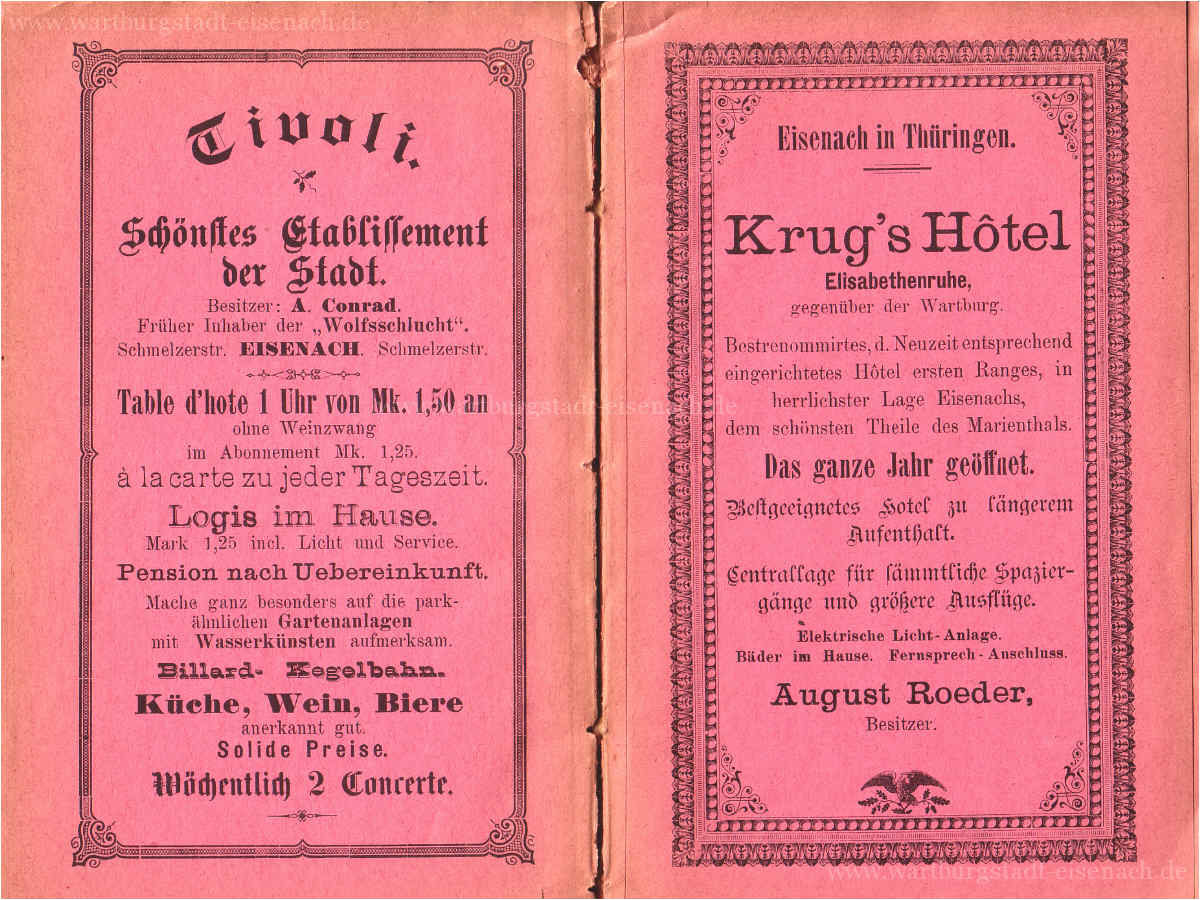 www.wartburgstadt-eisenach.de
Tivoli.
Schönstes Etablissement
der Stadt.
Besitzer: A. Conrad.
Früher Inhaber der „Wolfsschlucht“.
Schmelzerstr. EISENACH. Schmelzerstr.
Table d'hote 1 Uhr von Mk. 1,50 an
ohne Weinzwang
im Abonnement Mk. 1,25.
à la carte zu jeder Tageszeit.
Logis im Hause.
Mark 1,25 incl. Licht und Service.
Pension nach Uebereinkunft.
Mache ganz besonders auf die park-
ähnlichen Gartenanlagen
mit Wasserkünsten aufmerksam.
Billard- Kegelbahn.
Küche, Wein, Biere
anerkannt gut.
Solide Preise.
Wöchentlich 2 Concerte.
www.wartburgstadt-eisenach.de
Eisenach in Thüringen.
Krug's Hôtel
Elisabethenruhe,
gegenüber der Wartburg.
Bestrenommirtes, d. Neuzeit entsprechend
eingerichtetes Hôtel ersten Ranges, in
herrlichster Lage Eisenachs,
dem schönsten Theile des Marienthals.
Das ganze Jahr geöffnet.
Bestgeeignetes Hotel zu längerem
Aufenthalt.
Centrallage für sämmtliche Spazier-
gänge und größere Ausflüge.
Elektrische Licht-Anlage.
Bäder im Hause. Fernsprech-Anschluss.
August Roeder,
Besitzer.
www.wartburgstadt-eisenach.de